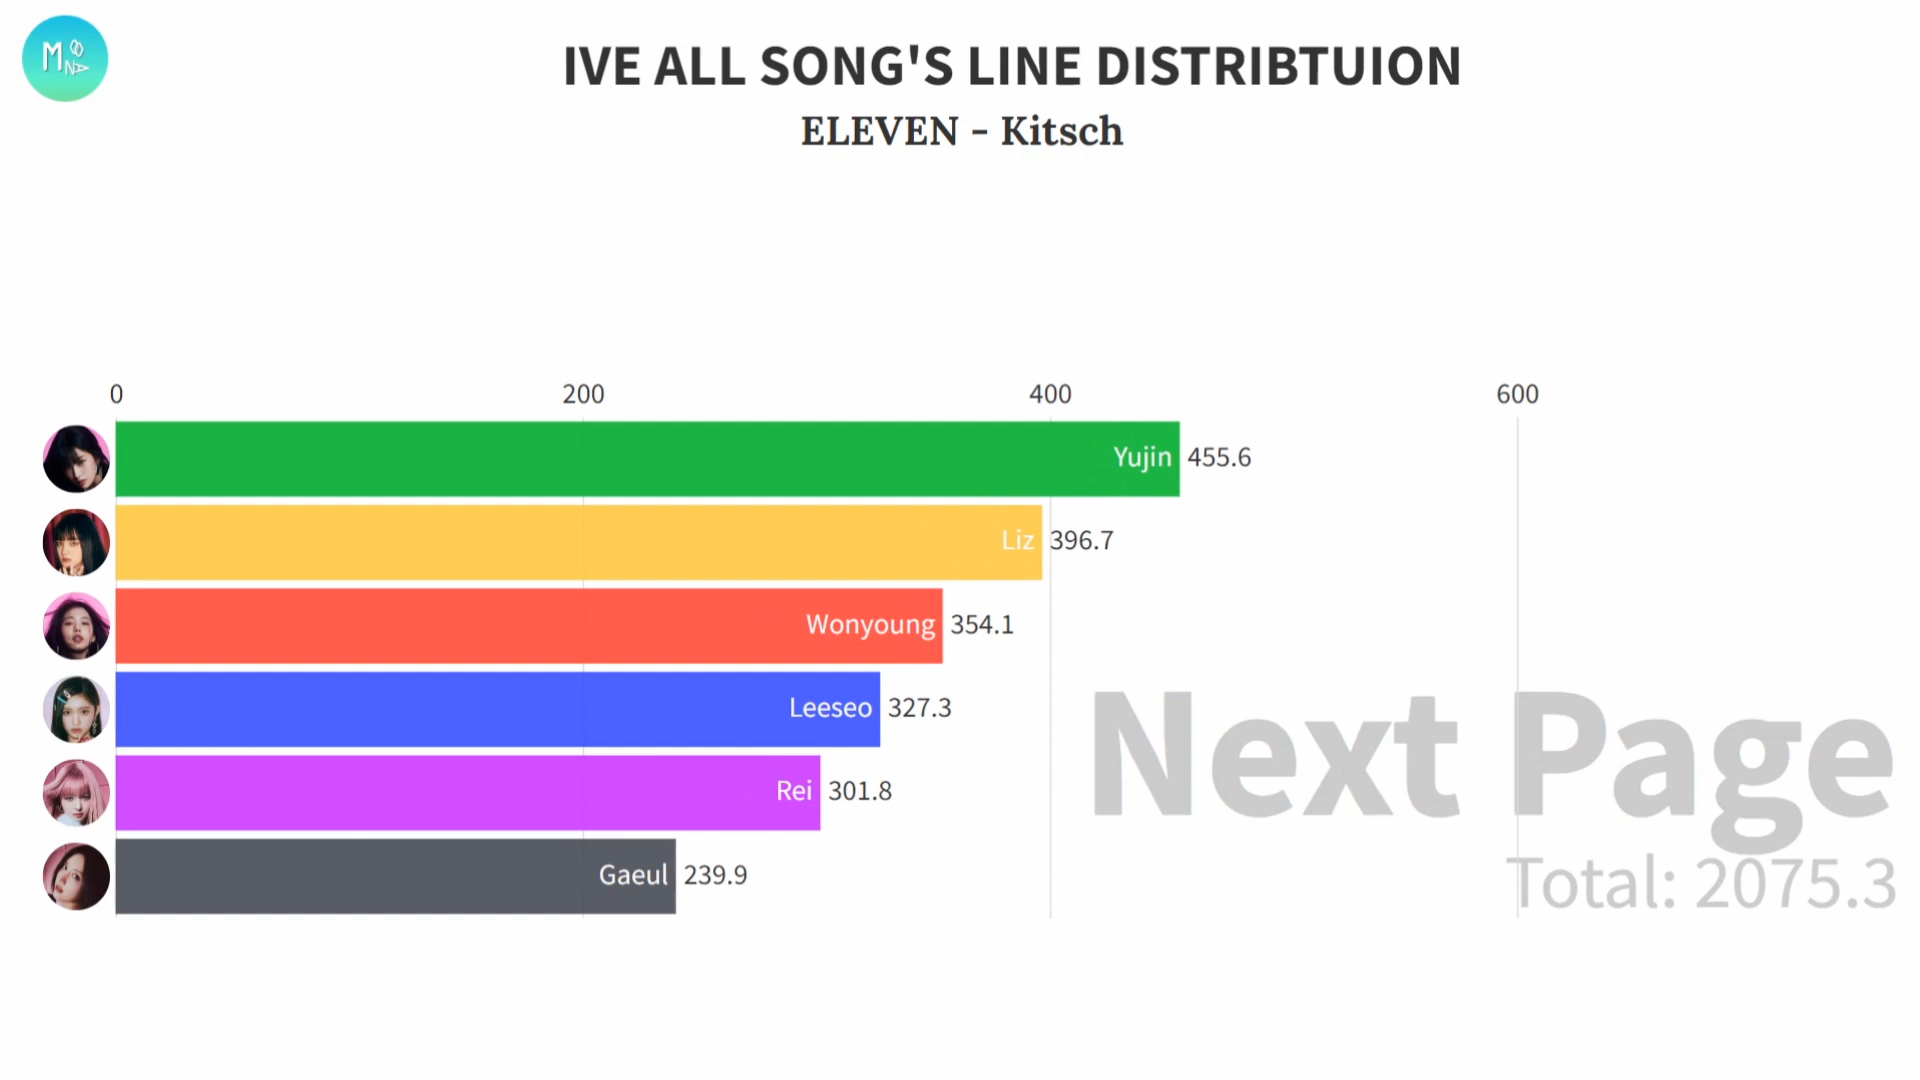 M
NA
IVE ALL SONG'S LINE DISTRIBTUION
ELEVEN - Kitsch
0 200 400 600
Yujin 455.6
Liz 396.7
Wonyoung 354.1
Leeseo 327.3
Rei 301.8
Gaeul 239.9
Next Page
Total: 2075.3